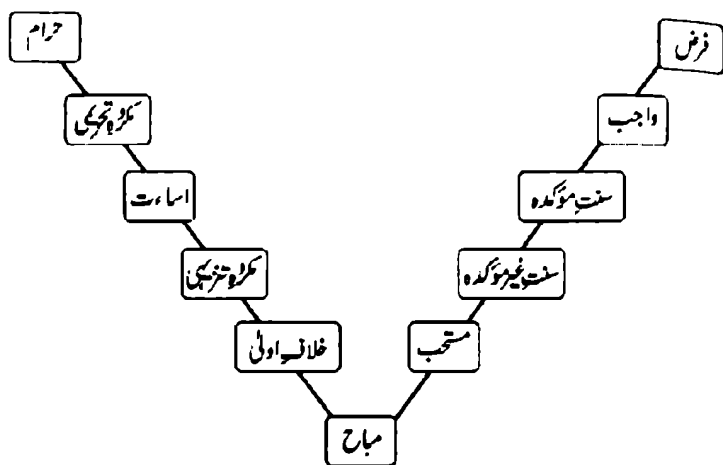 فرض
حرام
واجب
مکروہِ تحریمی
سنتِ مؤکدہ
اساءت
سنتِ غیر مؤکدہ
مکروہِ تنزیہی
مستحب
خلافِ اولیٰ
مباح